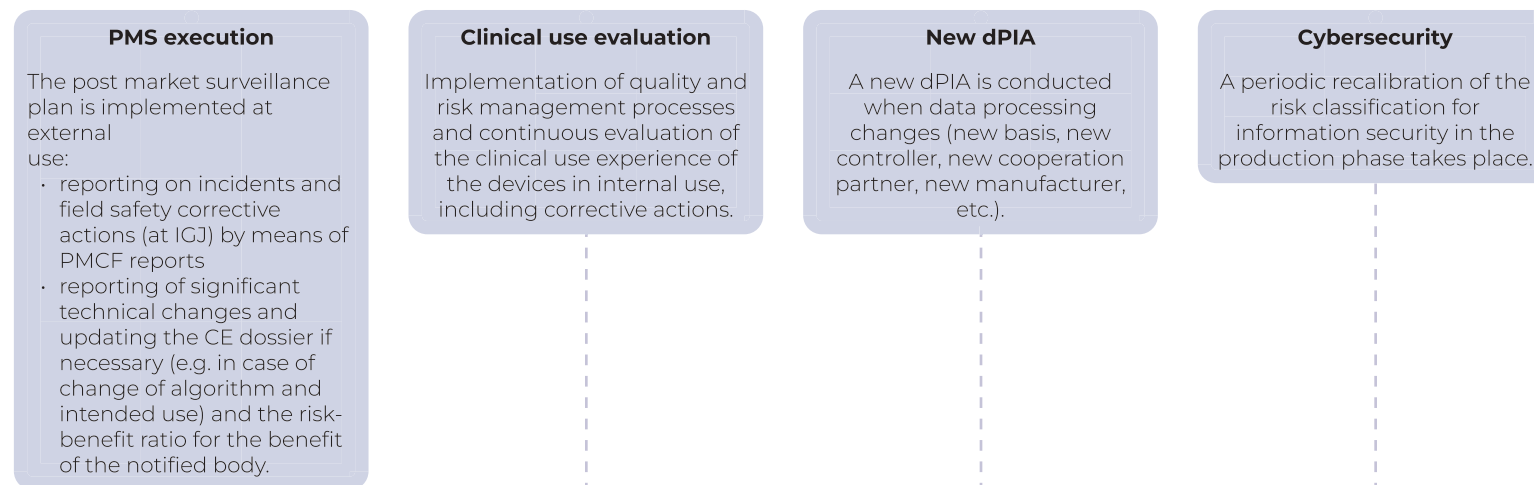 PMS execution
The post market surveillance
plan is implemented at
external
use:
• reporting on incidents and
field safety corrective
actions (at IGJ) by means of
PMCF reports
• reporting of significant
technical changes and
updating the CE dossier if
necessary (e.g. in case of
change of algorithm and
intended use) and the risk-
benefit ratio for the benefit
of the notified body.
Clinical use evaluation
Implementation of quality and
risk management processes
and continuous evaluation of
the clinical use experience of
the devices in internal use,
including corrective actions.
New dPIA
A new dPIA is conducted
when data processing
changes (new basis, new
controller, new cooperation
partner, new manufacturer,
etc.).
Cybersecurity
A periodic recalibration of the
risk classification for
information security in the
production phase takes place.